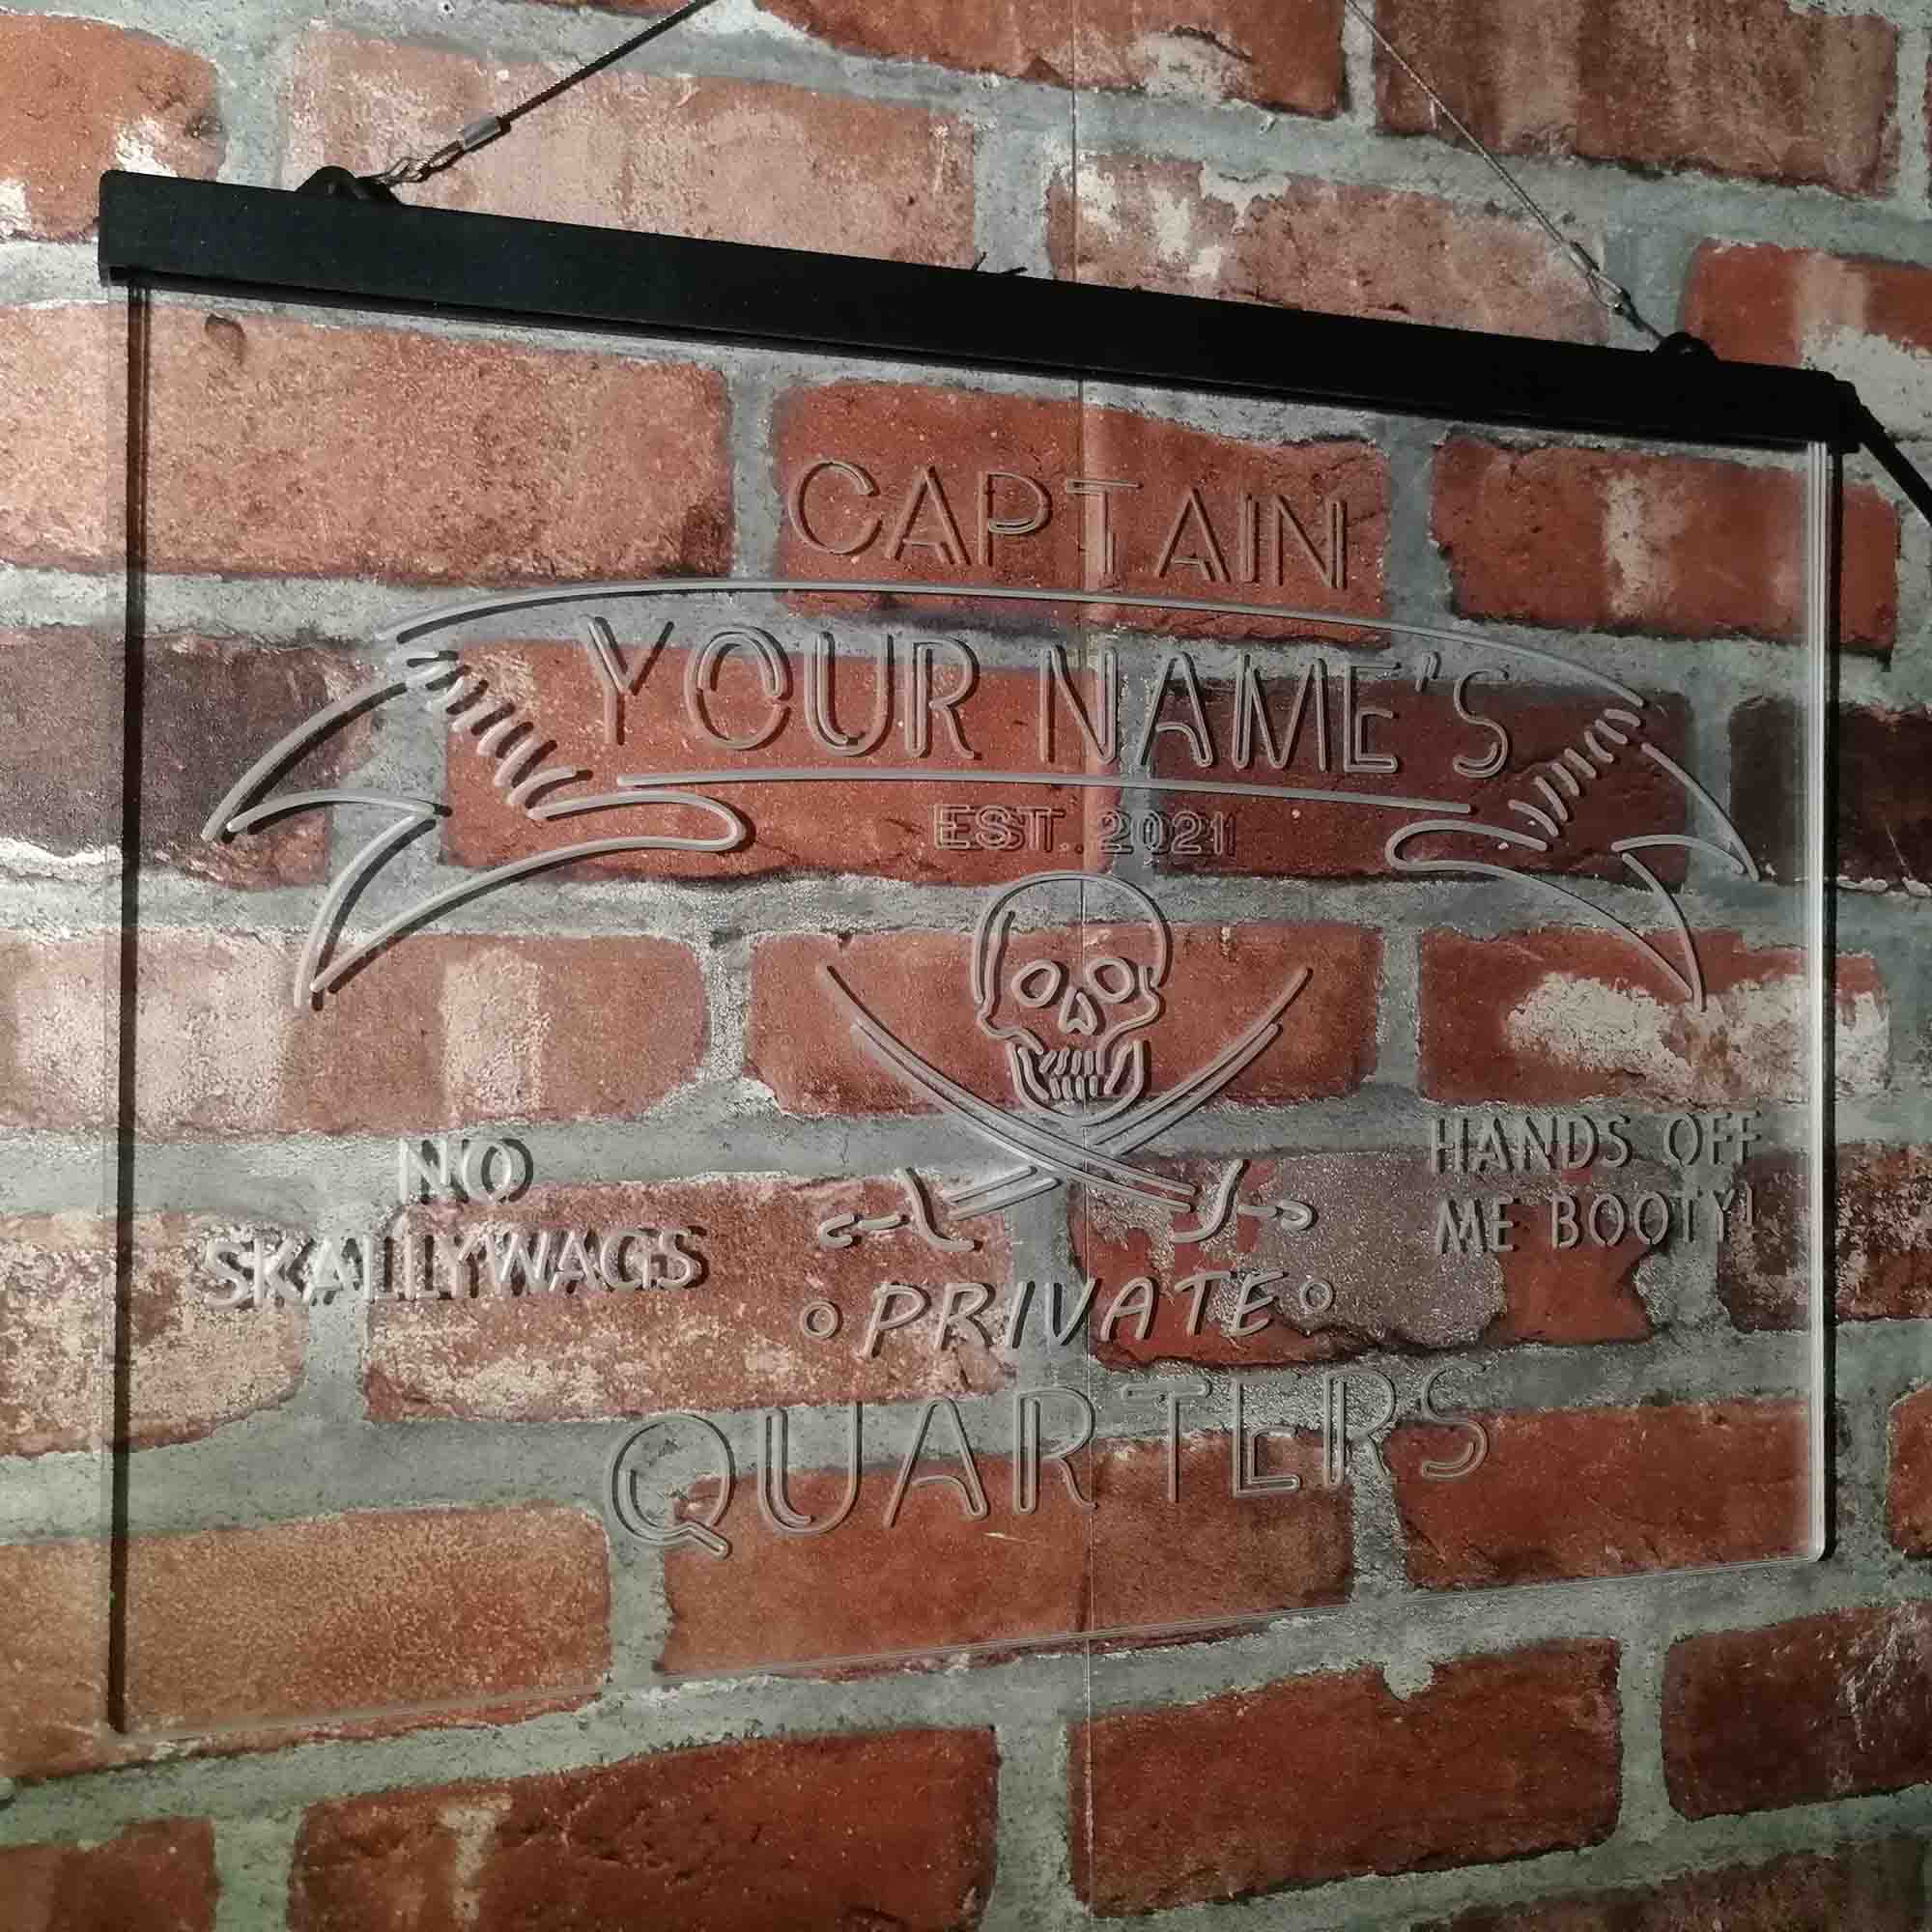 CAPTAIN
YOUR NAME'S
EST. 2021
NO
SKALLYWAGS
HANDS OFF
ME BOOTY!
PRIVATE
QUARTERS